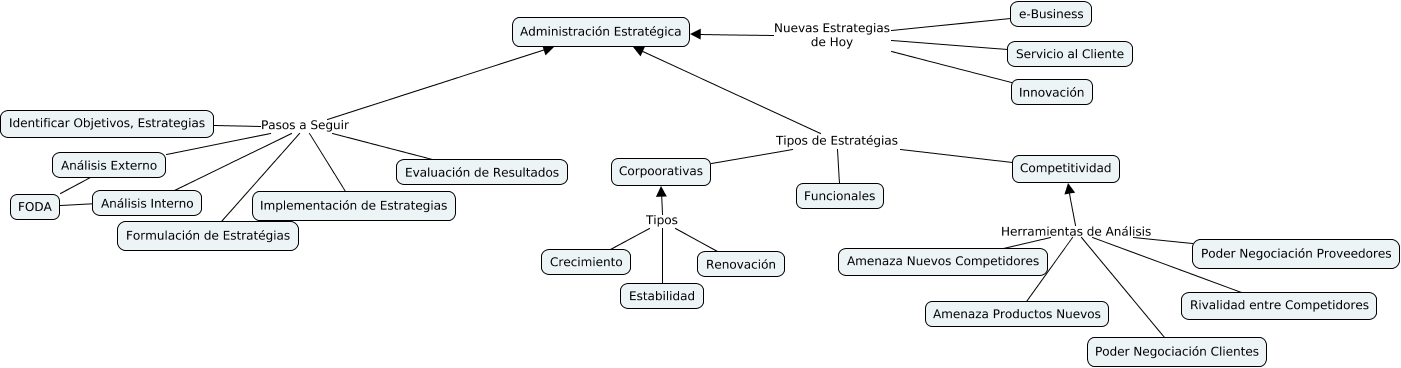 e-Business
Administración Estratégica
Nuevas Estrategias
de Hoy
Servicio al Cliente
Innovación
Identificar Objetivos, Estrategias
Pasos a Seguir
Tipos de Estratégias
Análisis Externo
Evaluación de Resultados
Corpoorativas
Competitividad
Funcionales
FODA
Análisis Interno
Implementación de Estrategias
Tipos
Formulación de Estratégias
Herramientas de Análisis
Crecimiento
Renovación
Amenaza Nuevos Competidores
Poder Negociación Proveedores
Estabilidad
Rivalidad entre Competidores
Amenaza Productos Nuevos
Poder Negociación Clientes